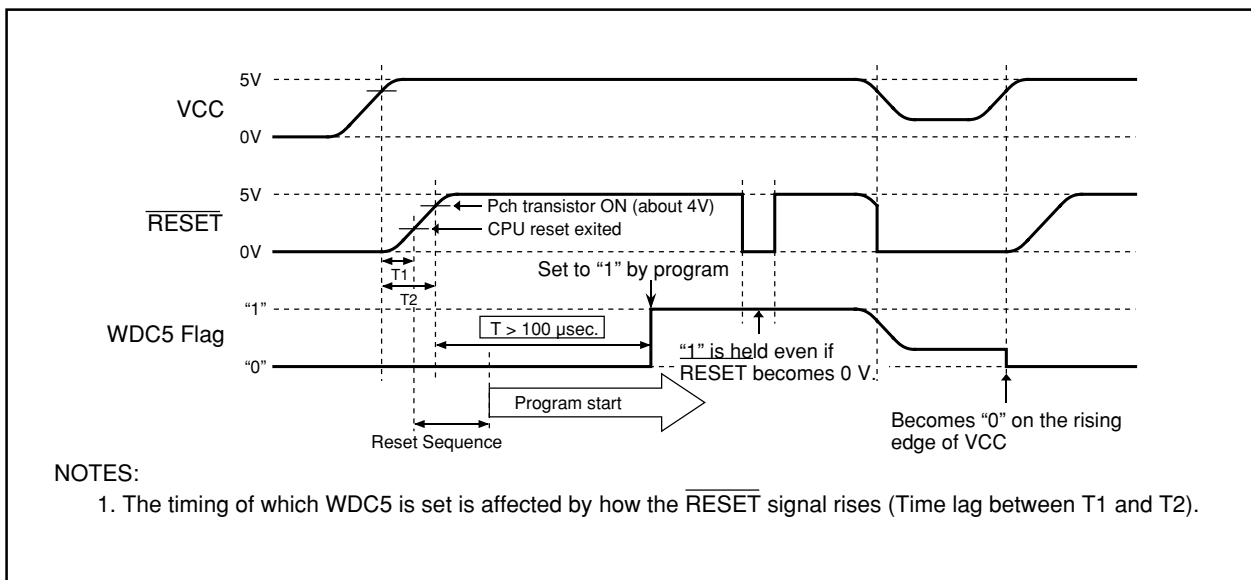 5V
VCC
0V
5V
RESET
Pch transistor ON (about 4V)
CPU reset exited
0V
T1
Set to “1” by program
T2
“1”
WDC5 Flag
T > 100 µsec.
“0”
“1” is held even if
RESET becomes 0 V.
Program start
Becomes “0” on the rising
edge of VCC
Reset Sequence
NOTES:
1. The timing of which WDC5 is set is affected by how the RESET signal rises (Time lag between T1 and T2).